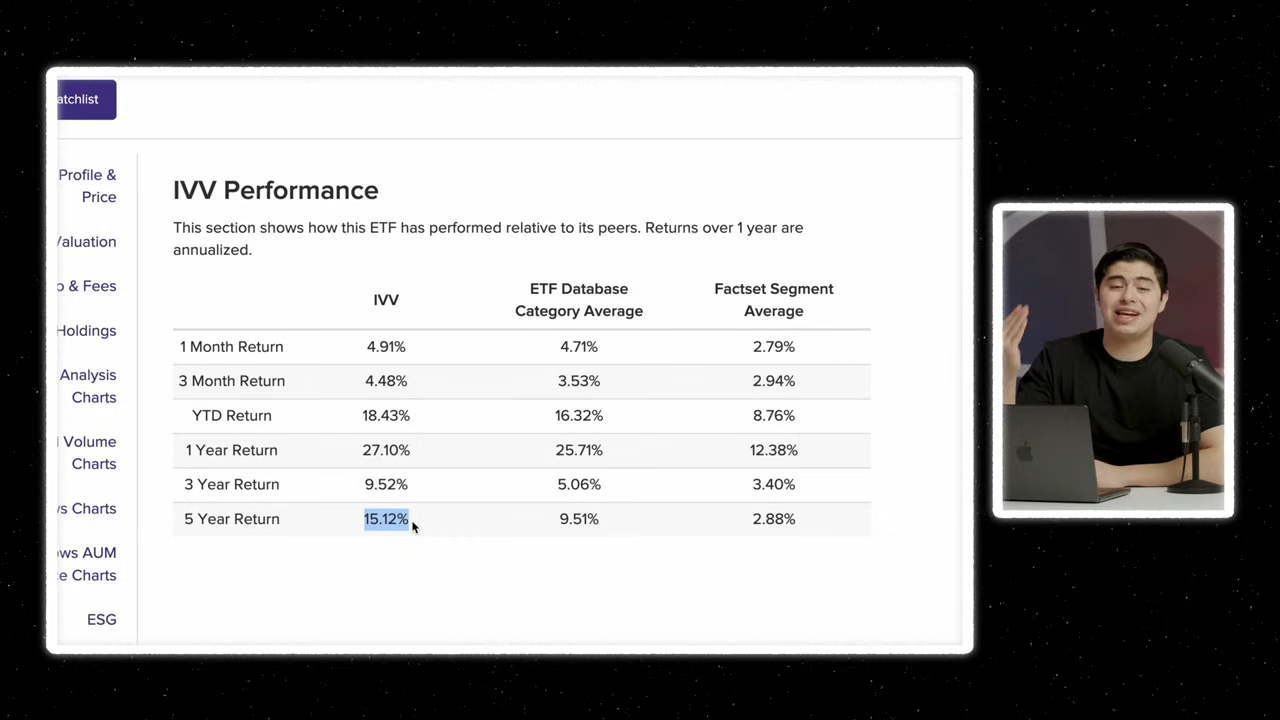 atchlist
Profile &
Price
Valuation
& Fees
Holdings
Analysis
Charts
Volume
Charts
Charts
AUM
Charts
ESG
IVV Performance
This section shows how this ETF has performed relative to its peers. Returns over 1 year are
annualized.
IVV ETF Database Category Average Factset Segment Average
1 Month Return 4.91% 4.71% 2.79%
3 Month Return 4.48% 3.53% 2.94%
YTD Return 18.43% 16.32% 8.76%
1 Year Return 27.10% 25.71% 12.38%
3 Year Return 9.52% 5.06% 3.40%
5 Year Return 15.12% 9.51% 2.88%